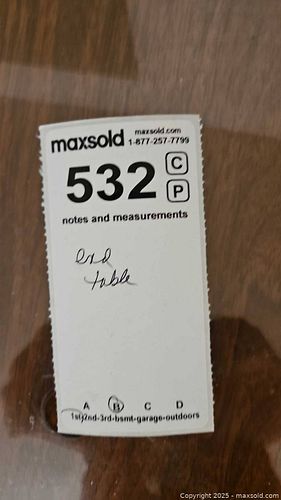 maxsold maxsold.com
1-877-257-7799
532 C
P
notes and measurements
end
table
A B C D
1st-2nd-3rd-bsmt-garage-outdoors
Copyright © 2025 - maxsold.com